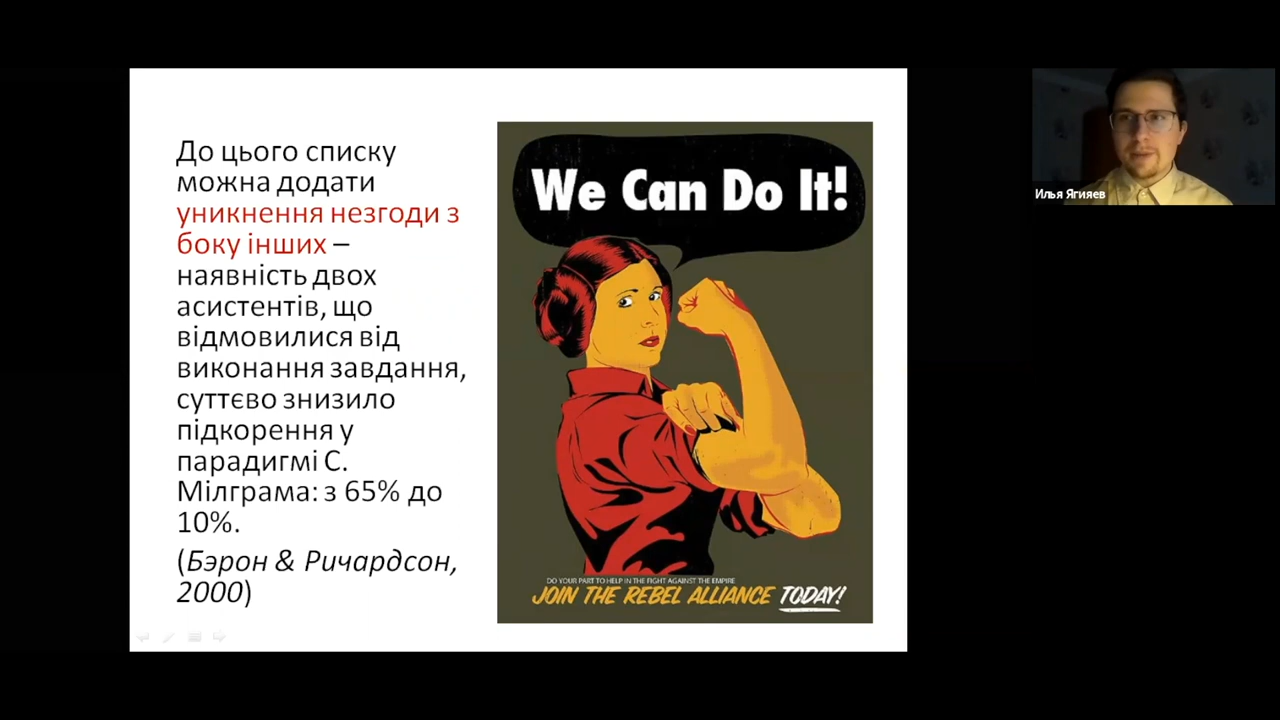 До цього списку
можна додати
уникнення незгоди з
боку інших –
наявність двох
асистентів, що
відмовилися від
виконання завдання,
суттєво знизило
підкорення у
парадигмі С.
Мілграма: з 65% до
10%.
(Бэрон & Ричардсон,
2000)
We Can Do It!
DO YOUR PART TO HELP IN THE FIGHT AGAINST THE EMPIRE
JOIN THE REBEL ALLIANCE TODAY!
Илья Ягияев